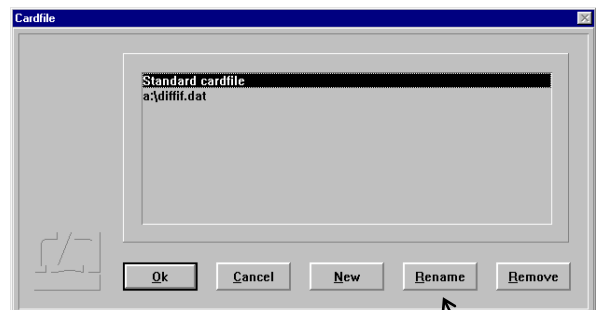 Cardfile
Standard cardfile
a:\diffif.dat
Ok
Cancel
New
Rename
Remove